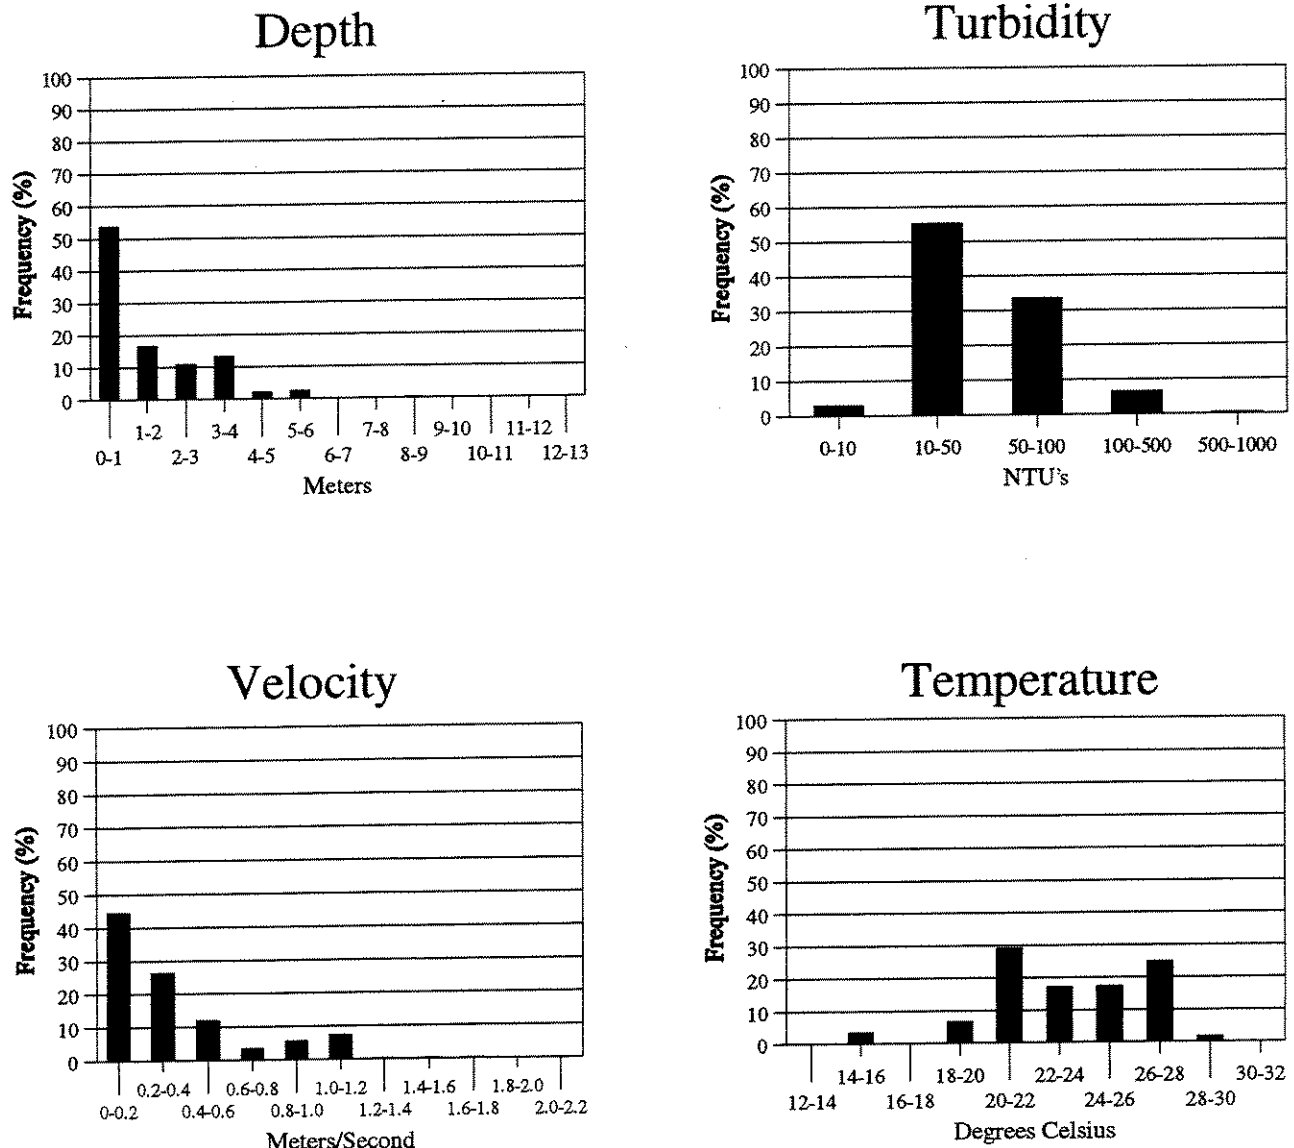 Depth
100
90
80
70
60
50
40
30
20
10
0
Frequency (%)
1-2 3-4 5-6 7-8 9-10 11-12
0-1 2-3 4-5 6-7 8-9 10-11 12-13
Meters
Turbidity
100
90
80
70
60
50
40
30
20
10
0
Frequency (%)
0-10 10-50 50-100 100-500 500-1000
NTU's
Velocity
100
90
80
70
60
50
40
30
20
10
0
Frequency (%)
0.2-0.4 0.6-0.8 1.0-1.2 1.4-1.6 1.8-2.0
0-0.2 0.4-0.6 0.8-1.0 1.2-1.4 1.6-1.8 2.0-2.2
Meters/Second
Temperature
100
90
80
70
60
50
40
30
20
10
0
Frequency (%)
14-16 18-20 22-24 26-28 30-32
12-14 16-18 20-22 24-26 28-30
Degrees Celsius